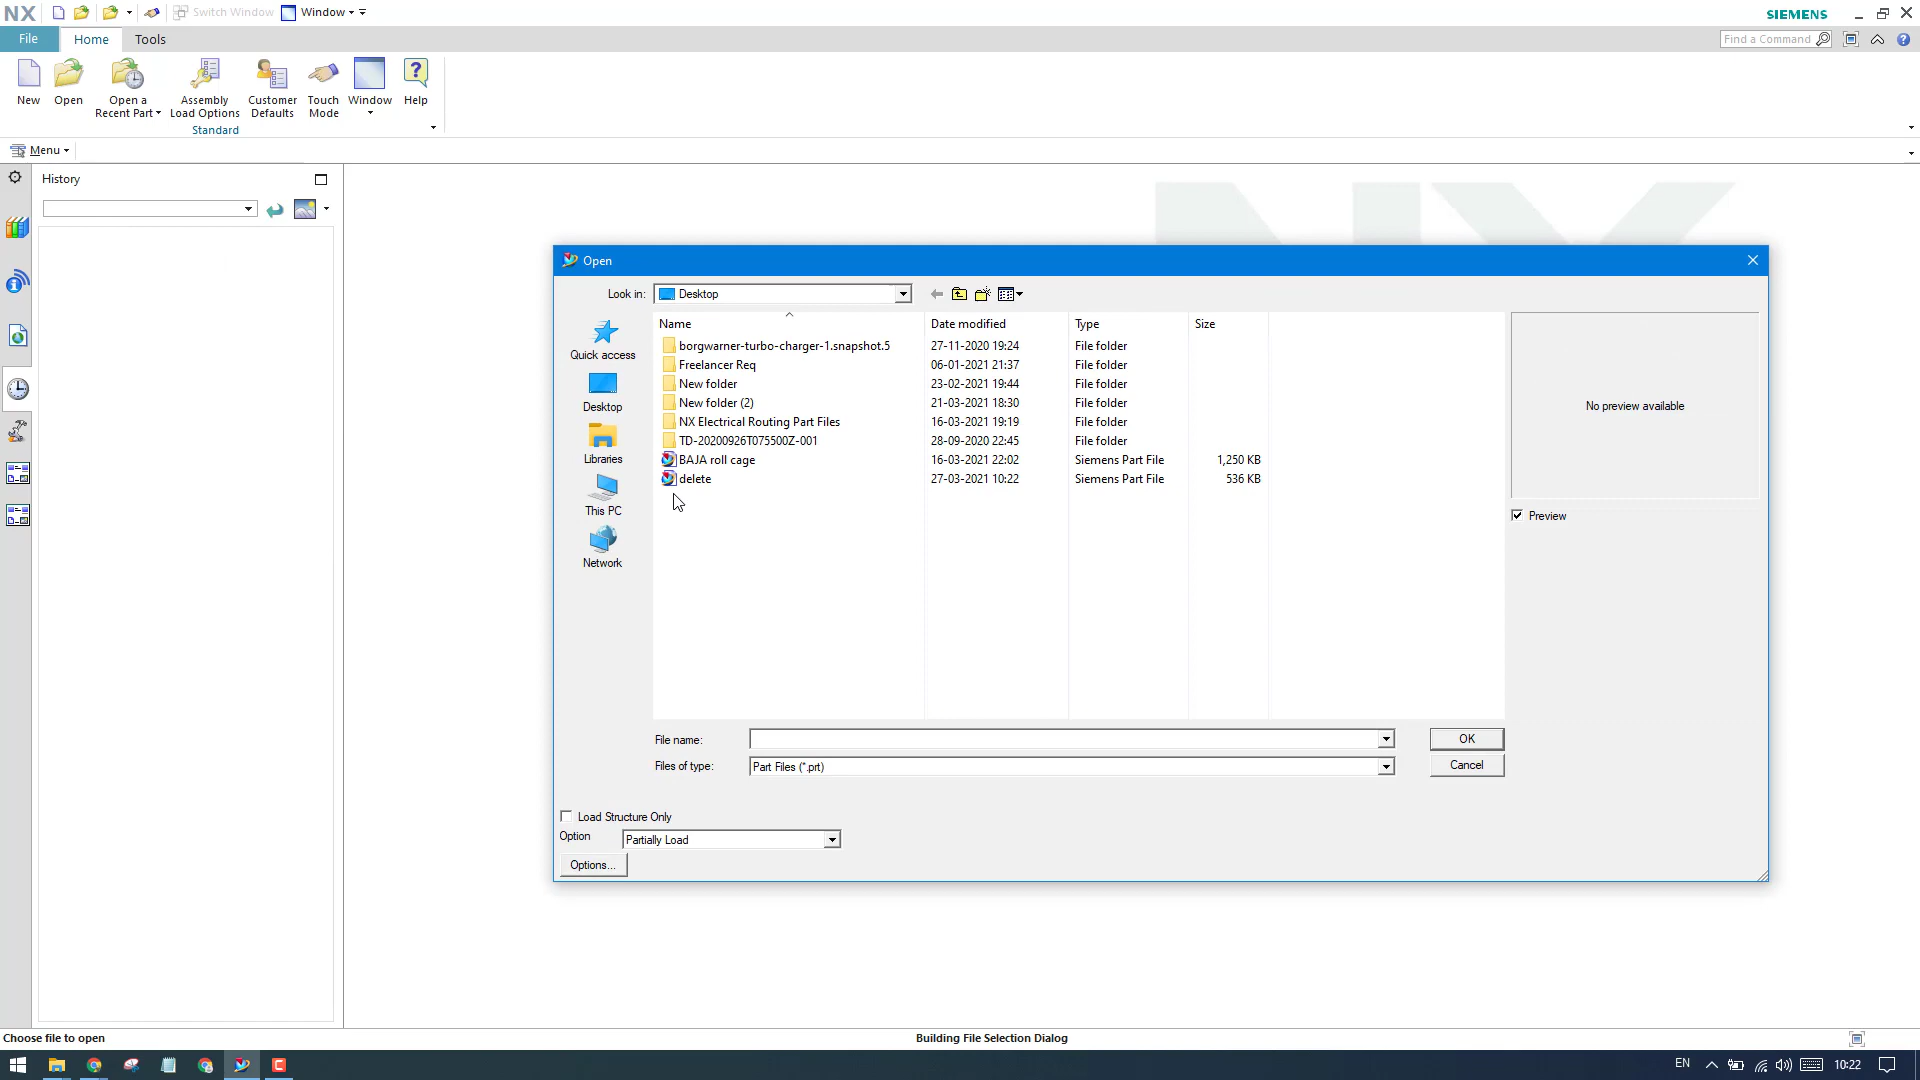 NX Switch Window Window SIEMENS
File Home Tools Find a Command
New Open Open a Recent Part Assembly Load Options Customer Defaults Touch Mode Window Help
Standard
Menu
History
Open
Look in: Desktop
Name Date modified Type Size
borgwarner-turbo-charger-1.snapshot.5 27-11-2020 19:24 File folder
Freelancer Req 06-01-2021 21:37 File folder
New folder 23-02-2021 19:44 File folder
New folder (2) 21-03-2021 18:30 File folder
NX Electrical Routing Part Files 16-03-2021 19:19 File folder
TD-20200926T075500Z-001 28-09-2020 22:45 File folder
BAJA roll cage 16-03-2021 22:02 Siemens Part File 1,250 KB
delete 27-03-2021 10:22 Siemens Part File 536 KB
Quick access
Desktop
Libraries
This PC
Network
No preview available
Preview
File name: OK
Files of type: Part Files (*.prt) Cancel
Load Structure Only
Option Partially Load
Options...
Choose file to open Building File Selection Dialog
EN 10:22